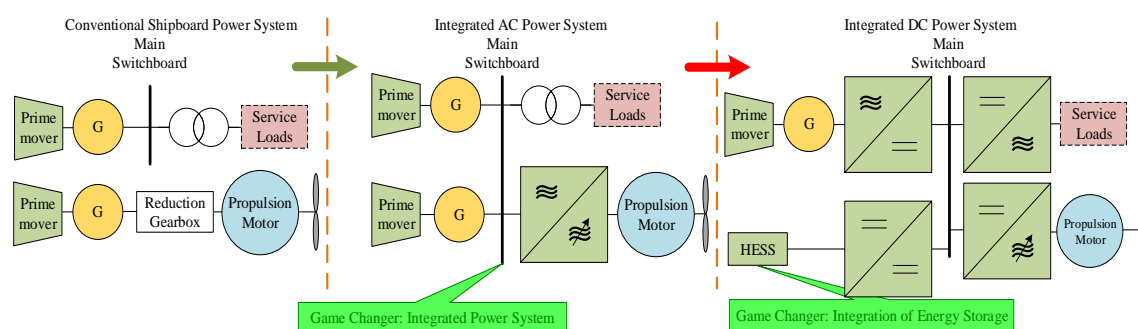 Conventional Shipboard Power System
Main
Switchboard
Prime
mover
G
Service
Loads
Prime
mover
G
Reduction
Gearbox
Propulsion
Motor
Integrated AC Power System
Main
Switchboard
Prime
mover
G
Service
Loads
Prime
mover
G
Propulsion
Motor
Game Changer: Integrated Power System
Integrated DC Power System
Main
Switchboard
Prime
mover
G
Service
Loads
HESS
Propulsion
Motor
Game Changer: Integration of Energy Storage